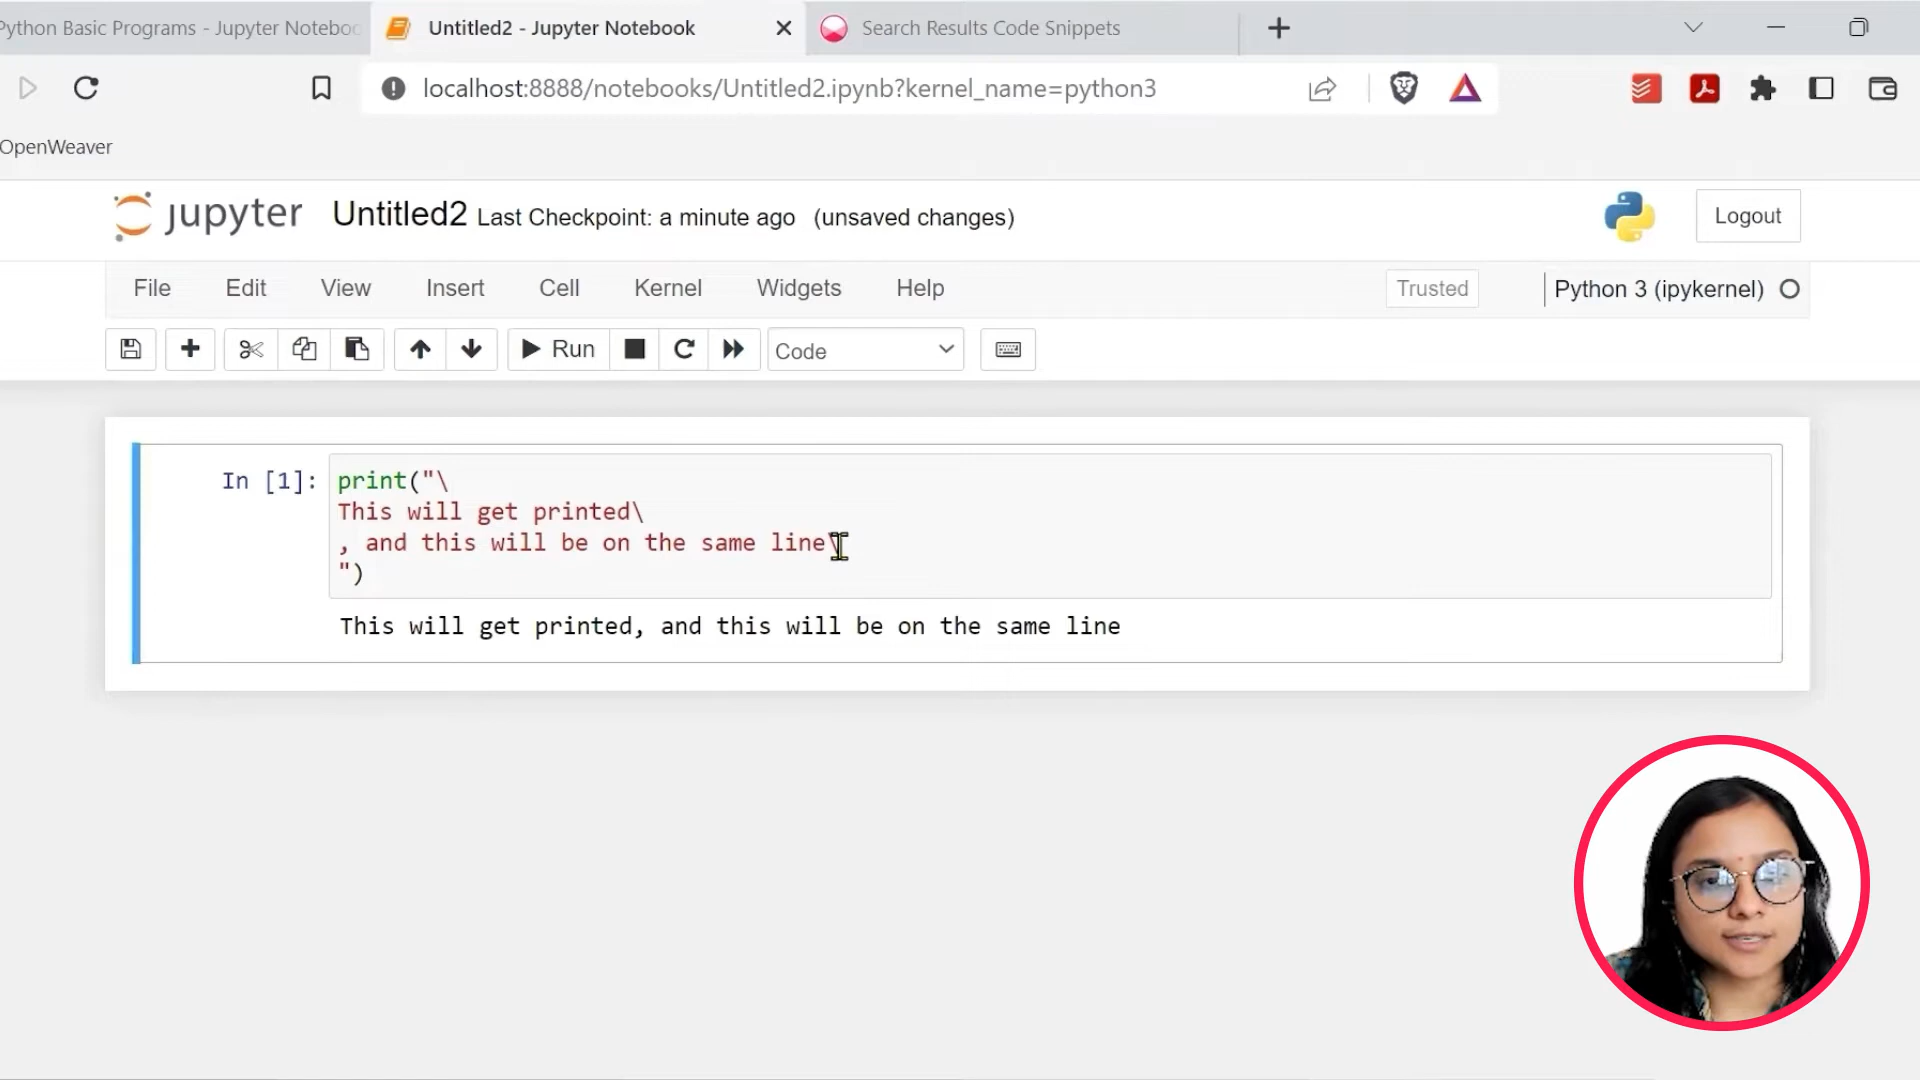 Python Basic Programs - Jupyter Noteboo
Untitled2 - Jupyter Notebook
Search Results Code Snippets
localhost:8888/notebooks/Untitled2.ipynb?kernel_name=python3
OpenWeaver
jupyter Untitled2 Last Checkpoint: a minute ago (unsaved changes)
Logout
File Edit View Insert Cell Kernel Widgets Help
Trusted
Python 3 (ipykernel)
Run
Code
In [1]: print("\
This will get printed\
, and this will be on the same line\
")
This will get printed, and this will be on the same line